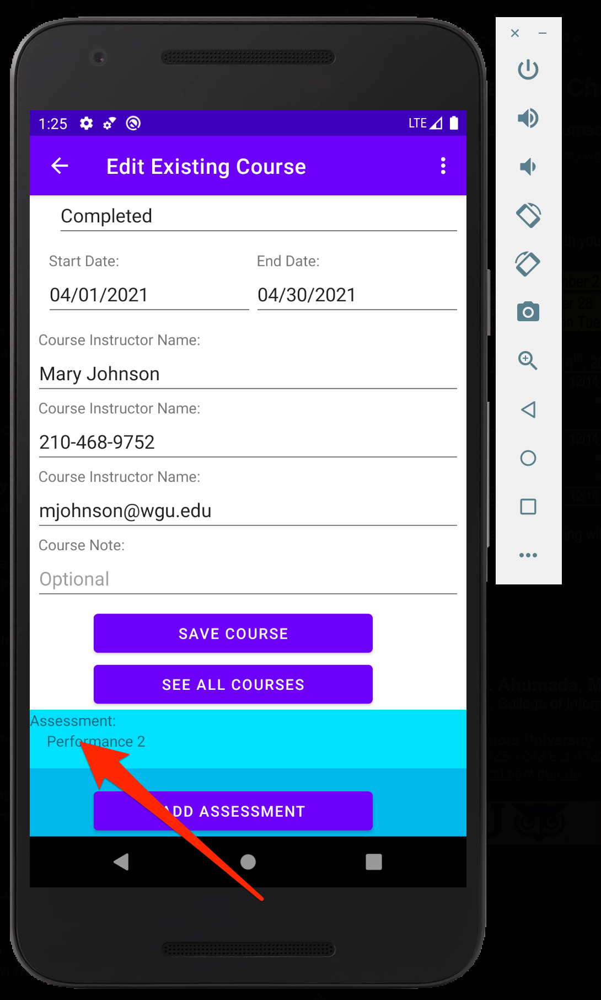 1:25 LTE
Edit Existing Course
Completed
Start Date: End Date:
04/01/2021 04/30/2021
Course Instructor Name:
Mary Johnson
Course Instructor Name:
210-468-9752
Course Instructor Name:
mjohnson@wgu.edu
Course Note:
Optional
SAVE COURSE
SEE ALL COURSES
Assessment:
Performance 2
ADD ASSESSMENT